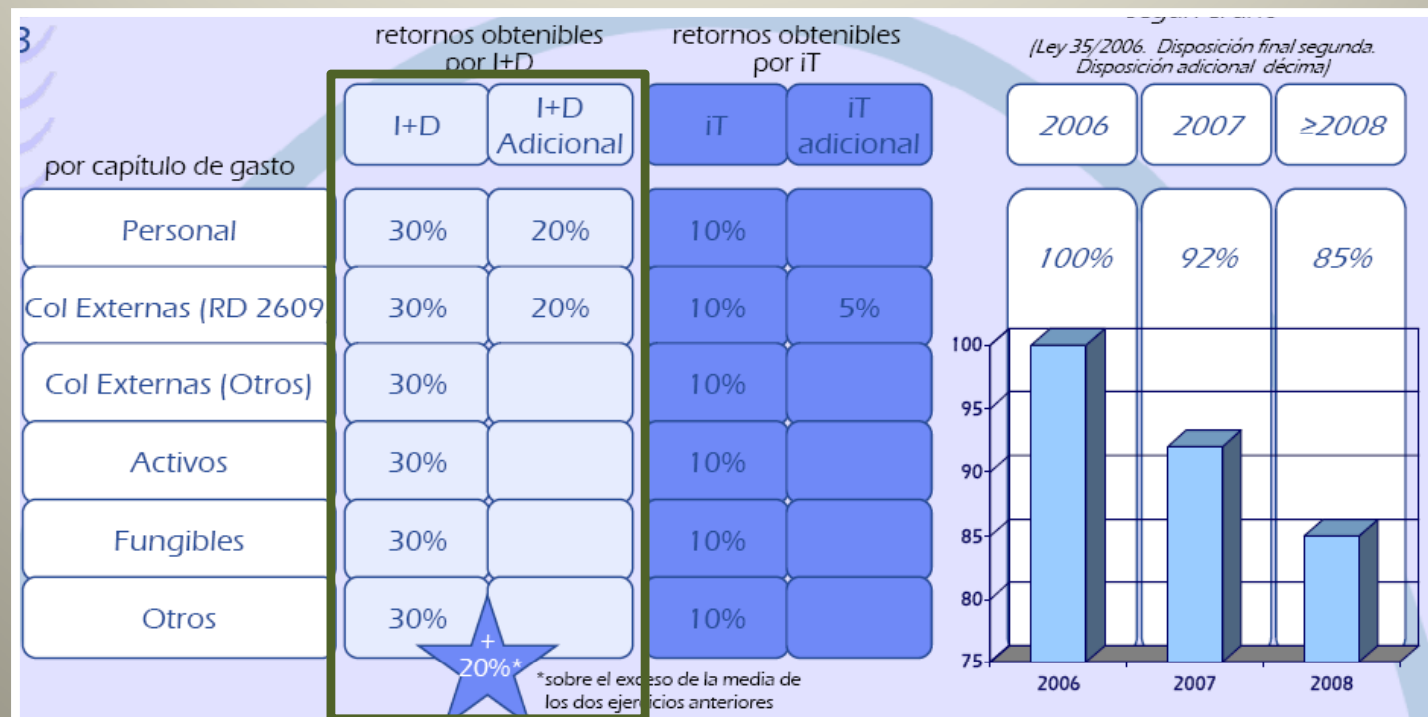 3
retornos obtenibles
por I+D
retornos obtenibles
por iT
(Ley 35/2006. Disposición final segunda.
Disposición adicional décima)
I+D
I+D
Adicional
iT
iT
adicional
2006
2007
≥2008
por capítulo de gasto
Personal
30%
20%
10%
100%
92%
85%
Col Externas (RD 2609
30%
20%
10%
5%
Col Externas (Otros)
30%
10%
Activos
30%
10%
Fungibles
30%
10%
Otros
30%
10%
+
20%*
*sobre el exceso de la media de
los dos ejercicios anteriores
100
95
90
85
80
75
2006
2007
2008